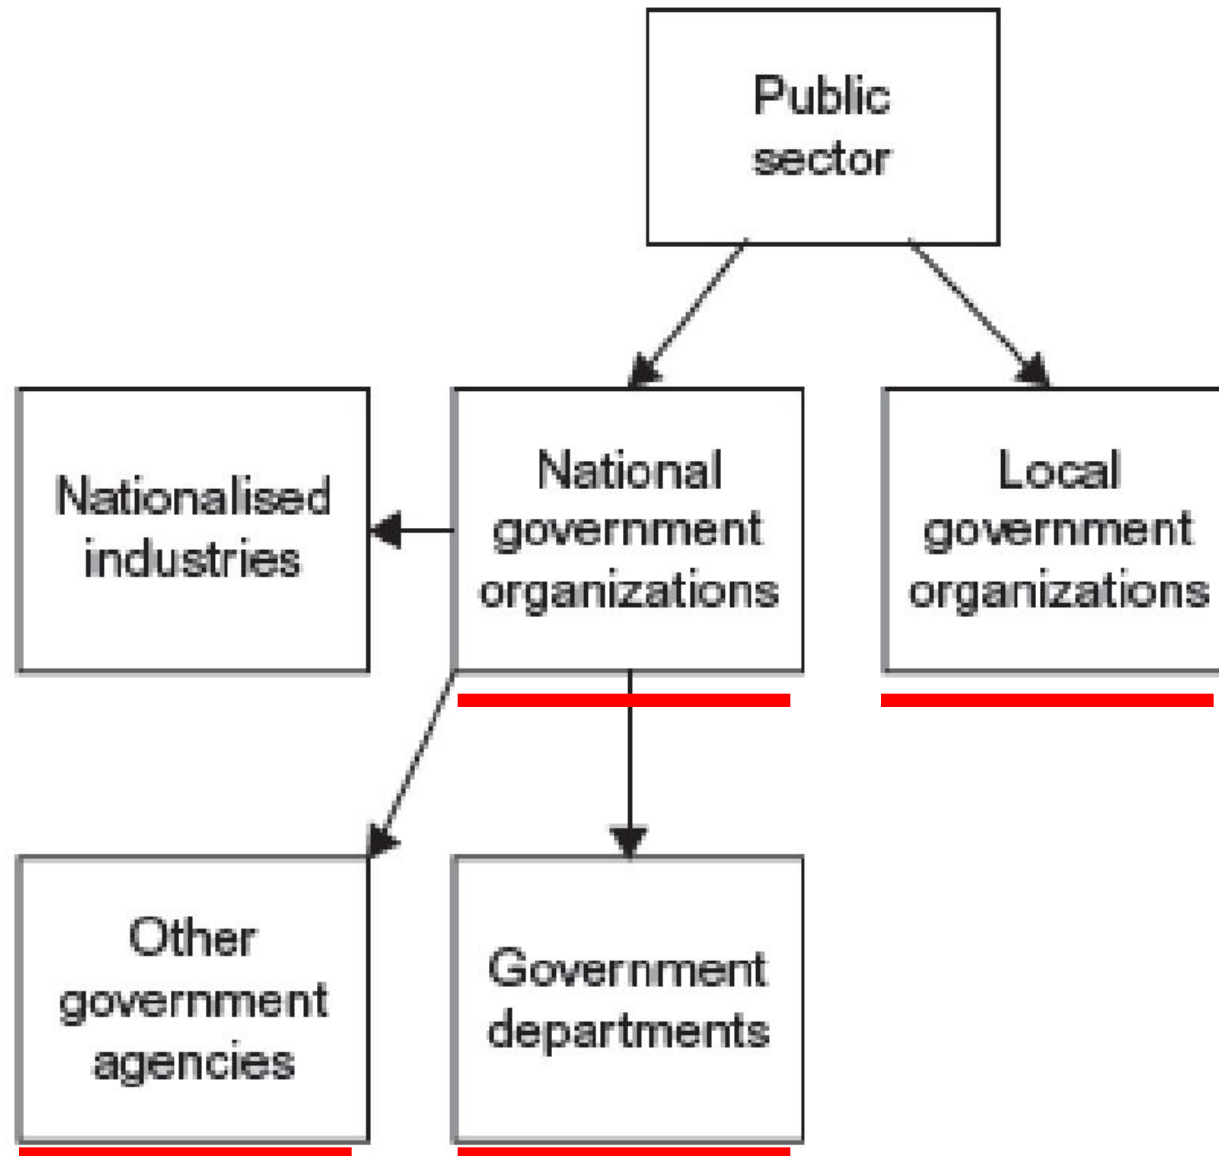 Public
sector
Nationalised
industries
National
government
organizations
Local
government
organizations
Other
government
agencies
Government
departments